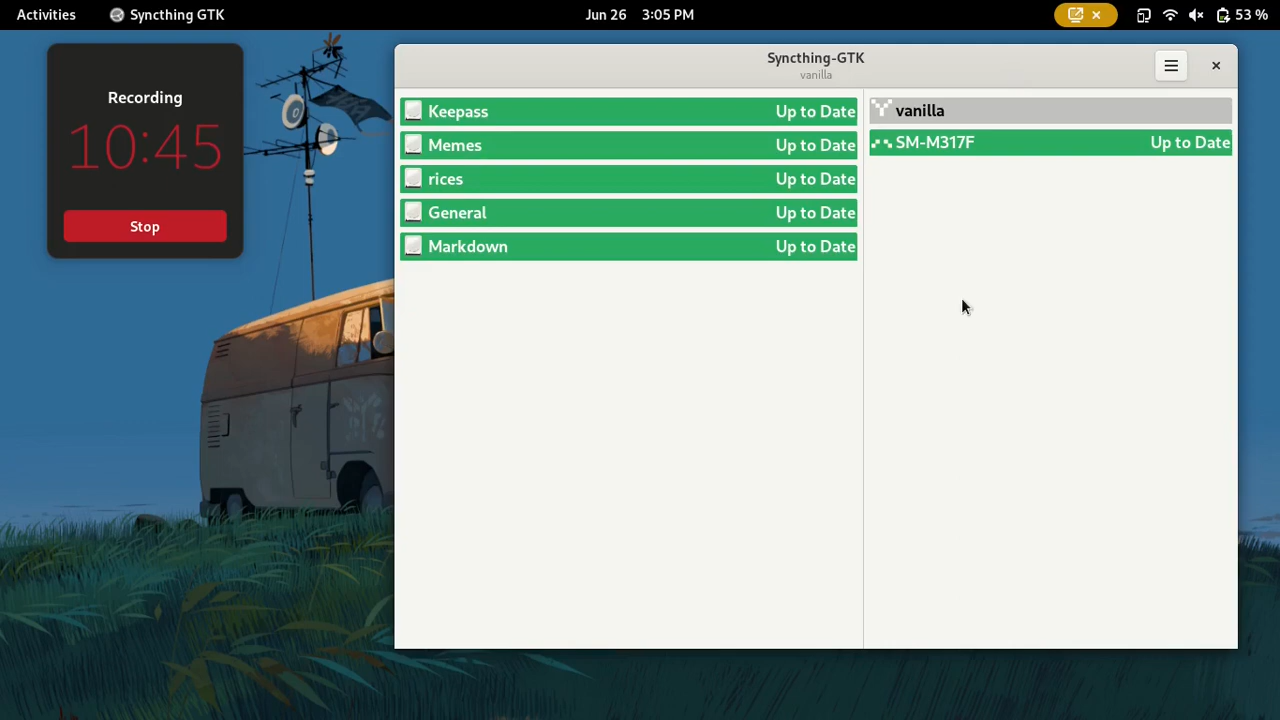 Activities
Syncthing GTK
Jun 26 3:05 PM
53 %
Recording
10:45
Stop
Syncthing-GTK
vanilla
Keepass Up to Date
Memes Up to Date
rices Up to Date
General Up to Date
Markdown Up to Date
vanilla
SM-M317F Up to Date